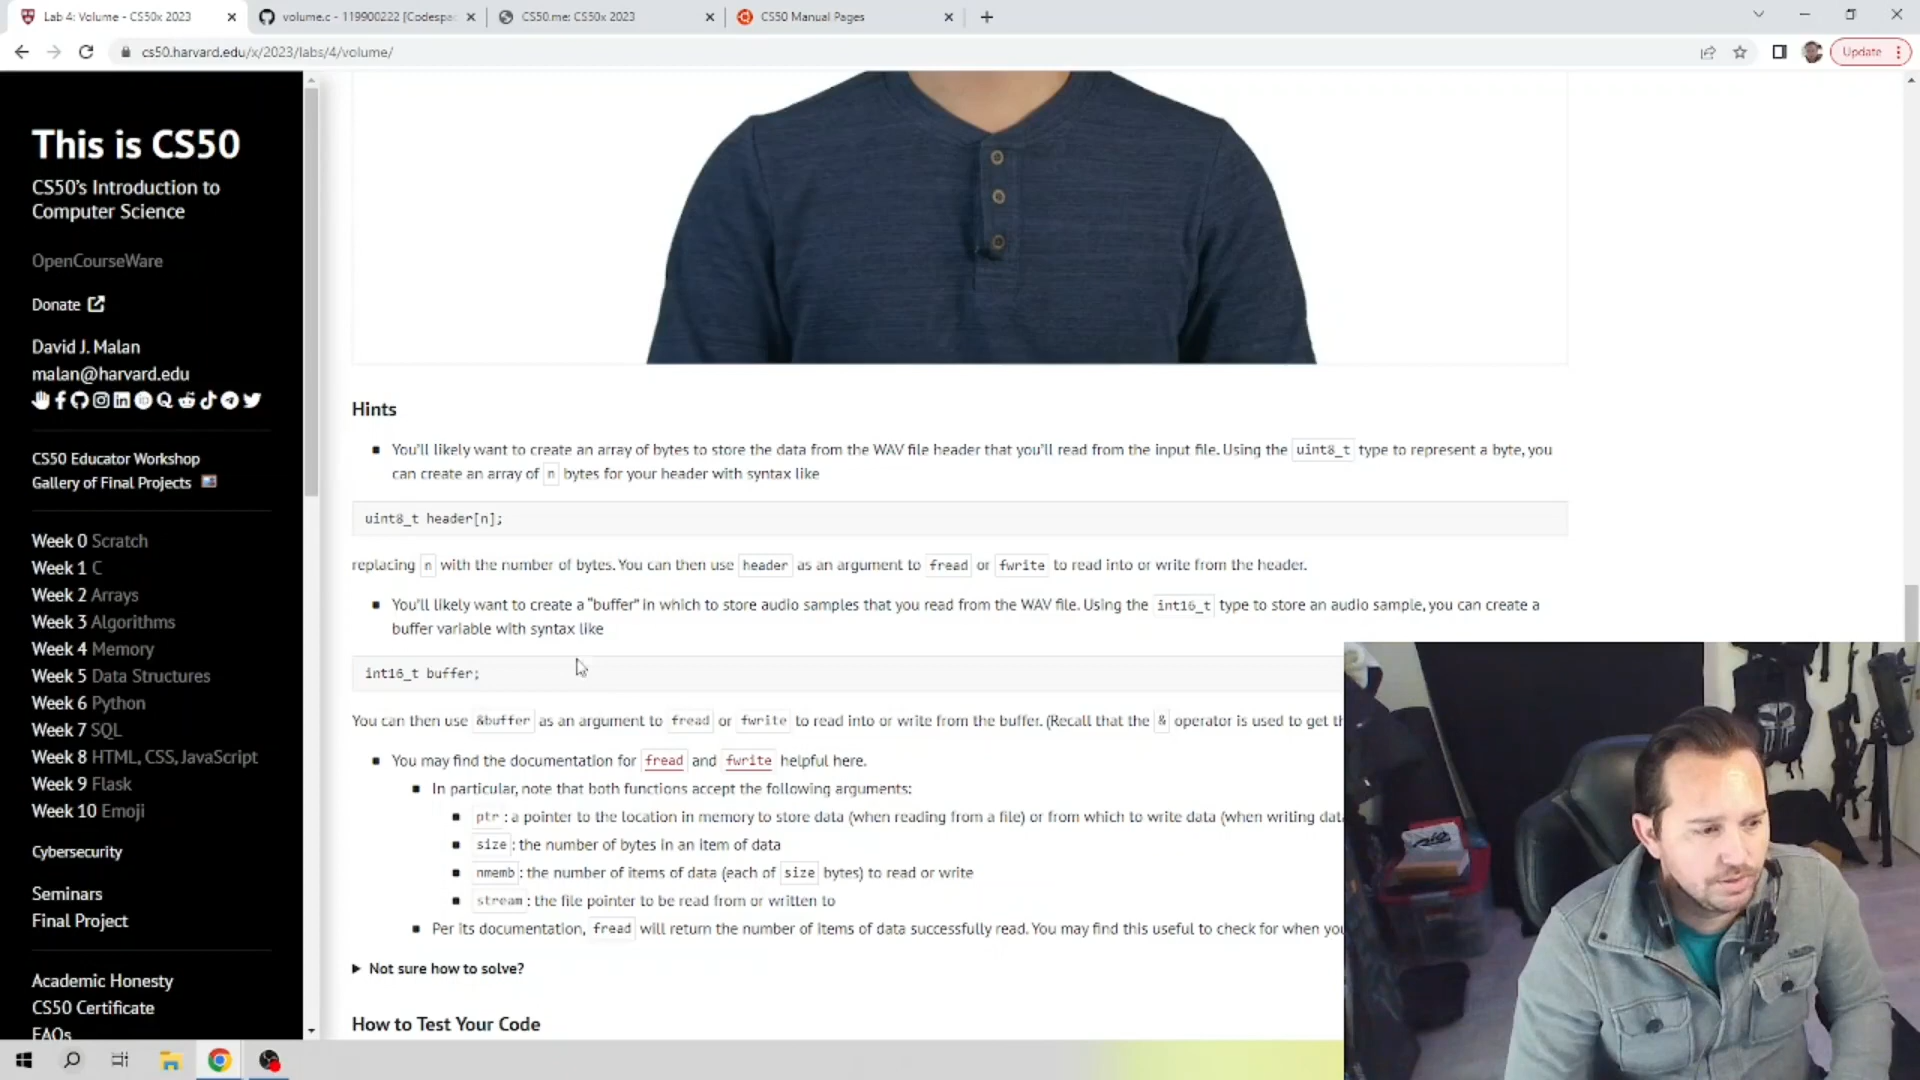 Lab 4: Volume - CS50x 2023
volume.c - 119900222 [Codespac
CS50.me: CS50x 2023
CS50 Manual Pages
cs50.harvard.edu/x/2023/labs/4/volume/
Update
This is CS50
CS50's Introduction to
Computer Science
OpenCourseWare
Donate
David J. Malan
malan@harvard.edu
CS50 Educator Workshop
Gallery of Final Projects
Week 0 Scratch
Week 1 C
Week 2 Arrays
Week 3 Algorithms
Week 4 Memory
Week 5 Data Structures
Week 6 Python
Week 7 SQL
Week 8 HTML, CSS, JavaScript
Week 9 Flask
Week 10 Emoji
Cybersecurity
Seminars
Final Project
Academic Honesty
CS50 Certificate
FAQs
Hints
You'll likely want to create an array of bytes to store the data from the WAV file header that you'll read from the input file. Using the uint8_t type to represent a byte, you
can create an array of n bytes for your header with syntax like
uint8_t header[n];
replacing n with the number of bytes. You can then use header as an argument to fread or fwrite to read into or write from the header.
You'll likely want to create a "buffer" in which to store audio samples that you read from the WAV file. Using the int16_t type to store an audio sample, you can create a
buffer variable with syntax like
int16_t buffer;
You can then use &buffer as an argument to fread or fwrite to read into or write from the buffer. (Recall that the & operator is used to get th
You may find the documentation for fread and fwrite helpful here.
In particular, note that both functions accept the following arguments:
ptr: a pointer to the location in memory to store data (when reading from a file) or from which to write data (when writing data
size: the number of bytes in an item of data
nmemb: the number of items of data (each of size bytes) to read or write
stream: the file pointer to be read from or written to
Per its documentation, fread will return the number of items of data successfully read. You may find this useful to check for when you
Not sure how to solve?
How to Test Your Code